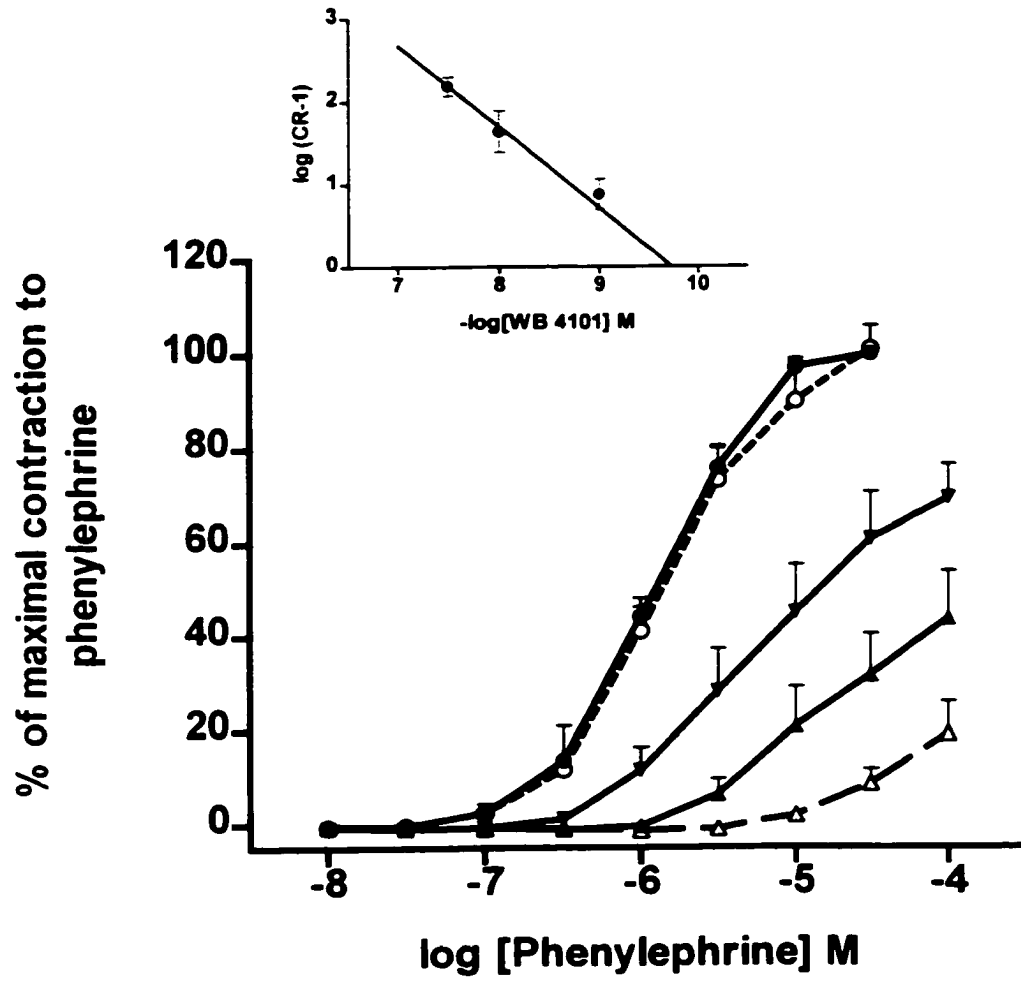 3
2
1
0
log (CR-1)
7 8 9 10
-log[WB 4101] M
120
100
80
60
40
20
0
% of maximal contraction to
phenylephrine
-8 -7 -6 -5 -4
log [Phenylephrine] M